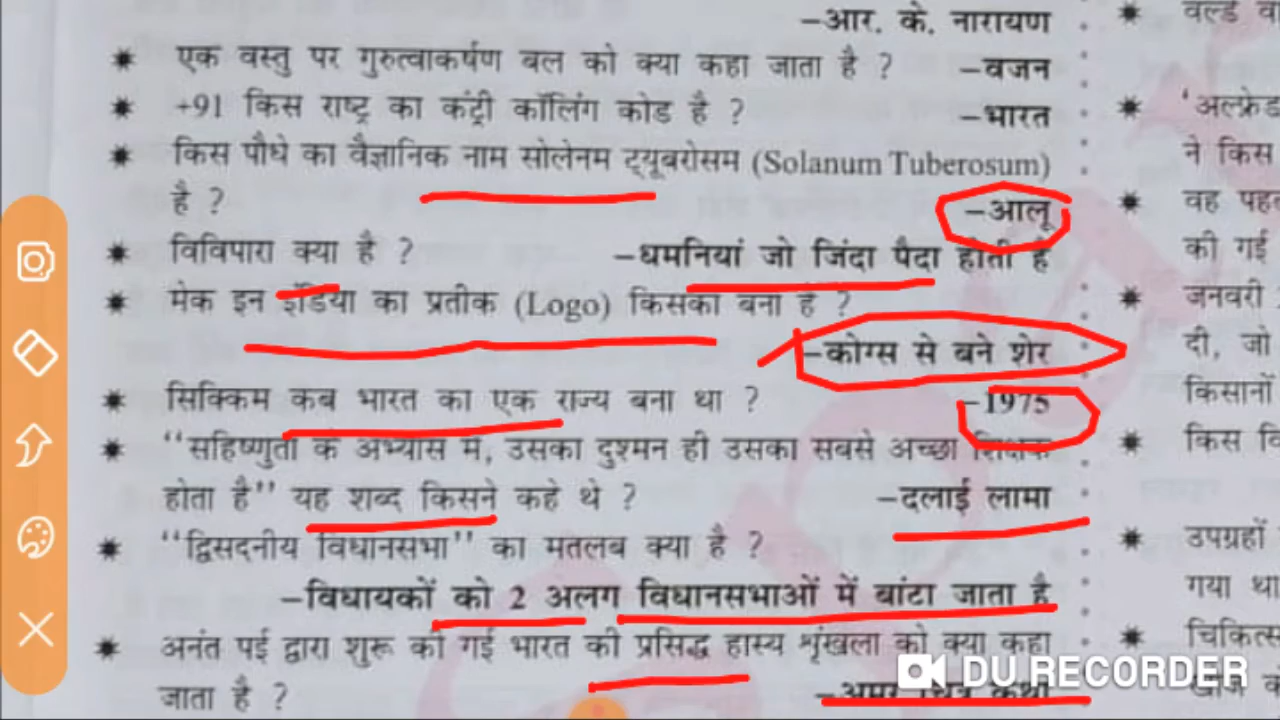 –आर. के. नारायण
* एक वस्तु पर गुरुत्वाकर्षण बल को क्या कहा जाता है ? –वजन
* +91 किस राष्ट्र का कंट्री कॉलिंग कोड है ? –भारत
* किस पौधे का वैज्ञानिक नाम सोलेनम ट्यूबरोसम (Solanum Tuberosum)
है ? –आलू
* विविपारा क्या है ? –धमनियां जो जिंदा पैदा होती है
* मेक इन इंडिया का प्रतीक (Logo) किसका बना है ?
–कोग्स से बने शेर
* सिक्किम कब भारत का एक राज्य बना था ? –1975
* “सहिष्णुता के अभ्यास में, उसका दुश्मन ही उसका सबसे अच्छा शिक्षक
होता है” यह शब्द किसने कहे थे ? –दलाई लामा
* “द्विसदनीय विधानसभा” का मतलब क्या है ?
–विधायकों को 2 अलग विधानसभाओं में बांटा जाता है
* अनंत पई द्वारा शुरू की गई भारत की प्रसिद्ध हास्य शृंखला को क्या कहा
जाता है ? –अमर चित्र कथा
* वर्ल्ड
* ‘अल्फ्रेड
ने किस
* वह पहल
की गई
* जनवरी
दी, जो
किसानों
* किस
उपग्रहों
गया था
*
DU RECORDER